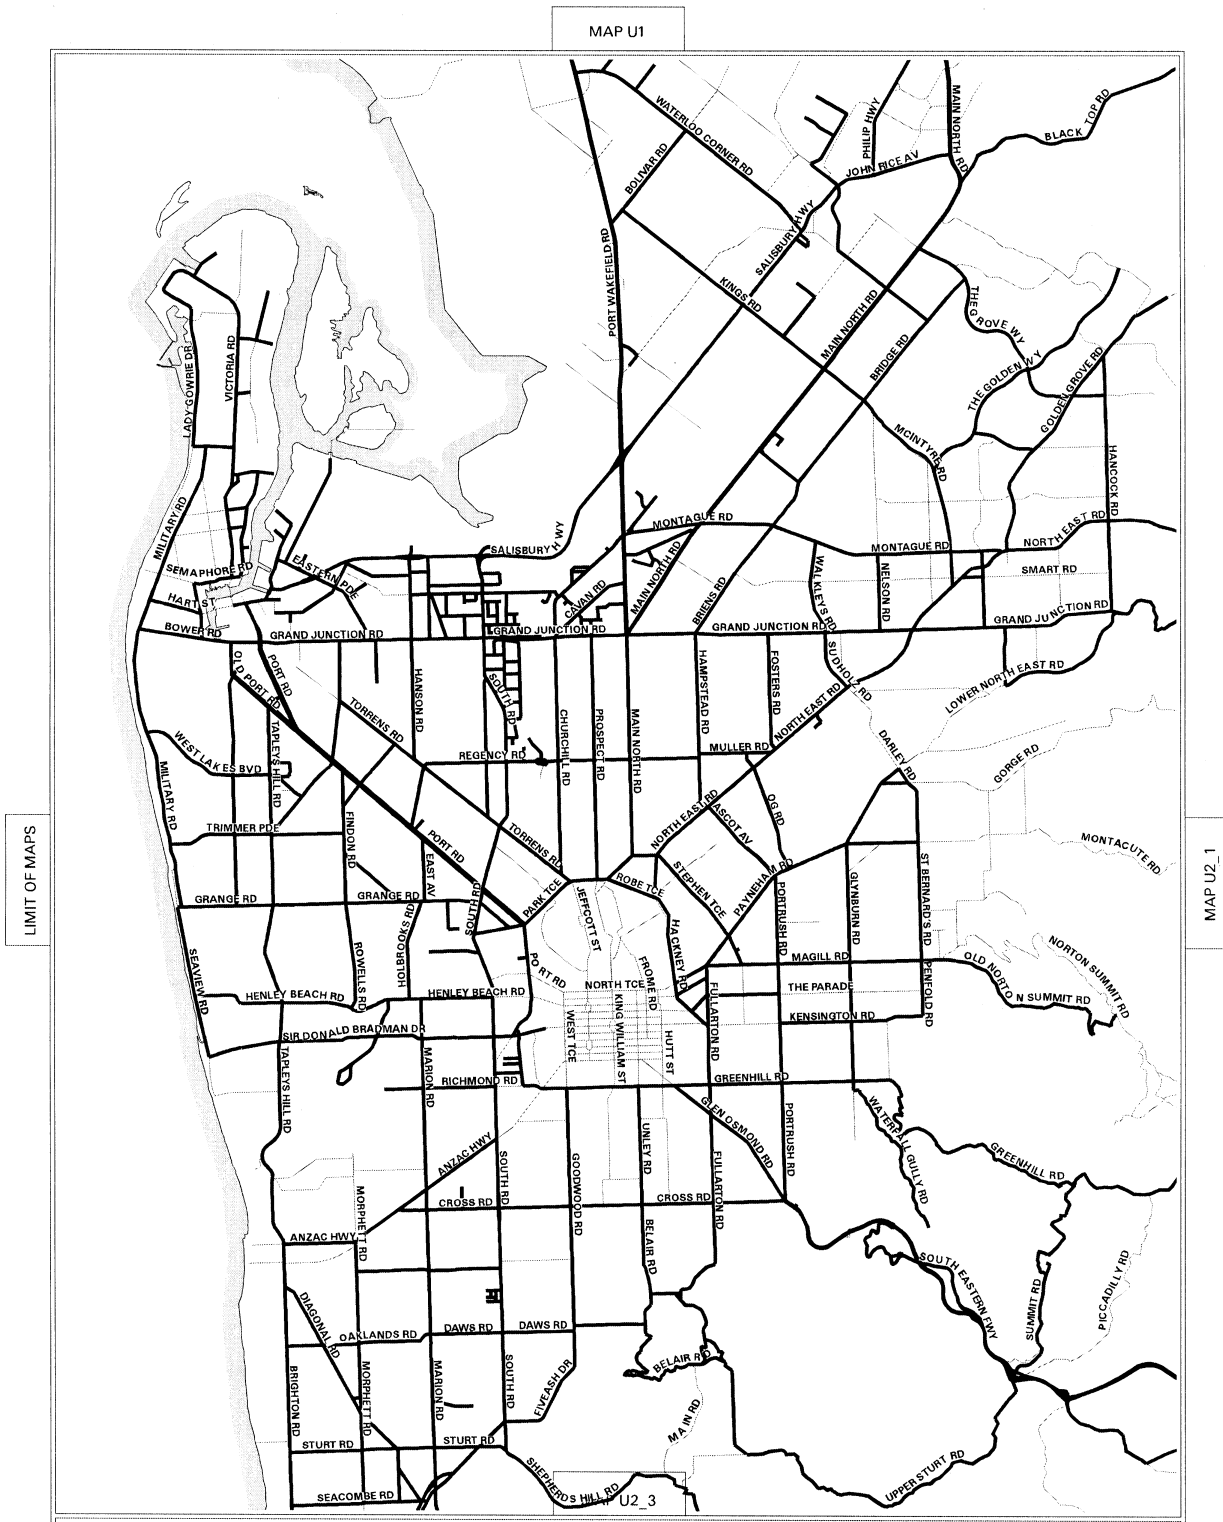 MAP U1
WATERLOO CORNER RD
PHILIP HWY
MAIN NORTH RD
BLACK TOP RD
JOHN RICE AV
BOLIVAR RD
SALISBURY HWY
PORT WAKEFIELD RD
KINGS RD
MAIN NORTH RD
THE GROVE WY
BRIDGE RD
THE GOLDEN WY
GOLDEN GROVE RD
LADY GOWRIE DR
VICTORIA RD
MCINTYRE RD
HANCOCK RD
MILITARY RD
MONTAGUE RD
NORTH EAST RD
SALISBURY HWY
MONTAGUE RD
SEMAPHORE RD
EASTERN PDE
MAIN NORTH RD
WALKLEYS RD
NELSON RD
SMART RD
HART ST
CAVAN RD
BRIENS RD
BOWER RD
GRAND JUNCTION RD
GRAND JUNCTION RD
GRAND JUNCTION RD
GRAND JUNCTION RD
OLD PORT RD
PORT RD
HANSON RD
SOUTH RD
HAMPSTEAD RD
FOSTERS RD
SUDHOLZ RD
LOWER NORTH EAST RD
TORRENS RD
CHURCHILL RD
PROSPECT RD
MAIN NORTH RD
NORTH EAST RD
WEST LAKES BVD
TAPLEYS HILL RD
REGENCY RD
MULLER RD
DARLEY RD
GORGE RD
MILITARY RD
OG RD
NORTH EAST RD
ASCOT AV
TRIMMER PDE
FINDON RD
PORT RD
TORRENS RD
MONTACUTE RD
LIMIT OF MAPS
MAP U2_1
EAST AV
STEPHEN TCE
PAYNEHAM RD
ROBE TCE
PARK TCE
GRANGE RD
GRANGE RD
SOUTH RD
HOLBROOKS RD
JEFFCOTT ST
HACKNEY RD
PORTRUSH RD
GLYNBURN RD
ST BERNARD'S RD
SEAVIEW RD
ROWELLS RD
PORT RD
FROME RD
MAGILL RD
PENFOLD RD
OLD NORTON SUMMIT RD
NORTON SUMMIT RD
HENLEY BEACH RD
HENLEY BEACH RD
NORTH TCE
FULLARTON RD
THE PARADE
KENSINGTON RD
SIR DONALD BRADMAN DR
WEST TCE
KING WILLIAM ST
HUTT ST
TAPLEYS HILL RD
MARION RD
RICHMOND RD
GREENHILL RD
GLEN OSMOND RD
PORTRUSH RD
WATERFALL GULLY RD
GREENHILL RD
ANZAC HWY
SOUTH RD
GOODWOOD RD
UNLEY RD
FULLARTON RD
MORPHETT RD
CROSS RD
CROSS RD
ANZAC HWY
BELAIR RD
SOUTH EASTERN FWY
SUMMIT RD
PICCADILLY RD
DIAGONAL RD
OAKLANDS RD
DAWS RD
DAWS RD
BRIGHTON RD
MORPHETT RD
MARION RD
SOUTH RD
FIVEASH DR
BELAIR RD
MAIN RD
STURT RD
STURT RD
SHEPHERDS HILL RD
UPPER STURT RD
SEACOMBE RD
U2_3